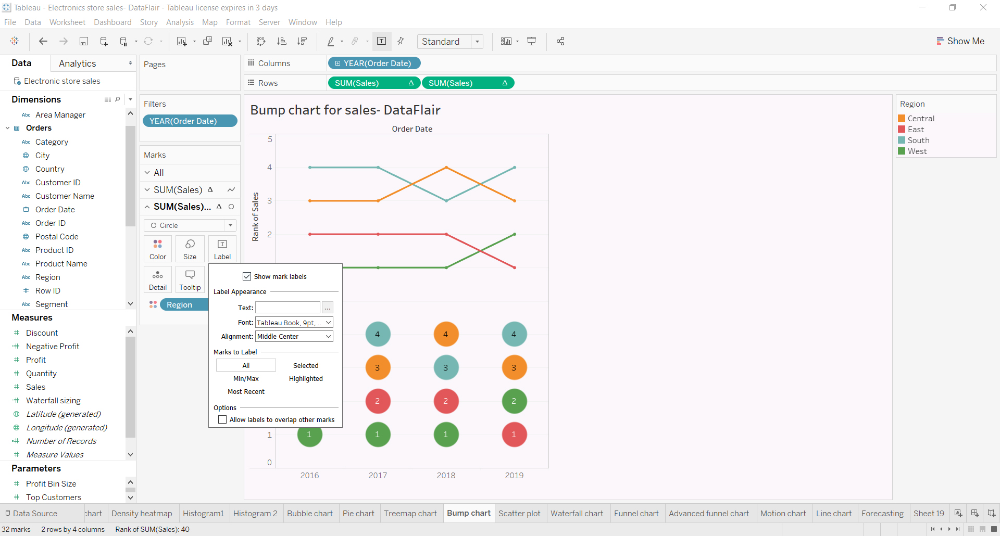 Tableau - Electronics store sales- DataFlair - Tableau license expires in 3 days
File Data Worksheet Dashboard Story Analysis Map Format Server Window Help
Standard
Show Me
Data
Analytics
Electronic store sales
Dimensions
Abc Area Manager
Orders
Abc Category
City
Country
Abc Customer ID
Abc Customer Name
Order Date
Abc Order ID
Postal Code
Abc Product ID
Abc Product Name
Abc Region
# Row ID
Abc Segment
Measures
# Discount
=# Negative Profit
# Profit
# Quantity
# Sales
=# Waterfall sizing
Latitude (generated)
Longitude (generated)
=# Number of Records
# Measure Values
Parameters
# Profit Bin Size
# Top Customers
Pages
Filters
YEAR(Order Date)
Marks
All
SUM(Sales) Δ
SUM(Sales)... Δ
Circle
Color Size Label
Detail Tooltip
Region
Columns
YEAR(Order Date)
Rows
SUM(Sales) Δ
SUM(Sales) Δ
Bump chart for sales- DataFlair
Order Date
5
4
3
2
Rank of Sales
Show mark labels
Label Appearance
Text: ...
Font: Tableau Book, 9pt, ..
Alignment: Middle Center
Marks to Label
All Selected
Min/Max Highlighted
Most Recent
Options
Allow labels to overlap other marks
4 4 4
3 3 3
2 2 2
1 1 1 1 1
0
2016 2017 2018 2019
Region
Central
East
South
West
Data Source chart Density heatmap Histogram1 Histogram 2 Bubble chart Pie chart Treemap chart Bump chart Scatter plot Waterfall chart Funnel chart Advanced funnel chart Motion chart Line chart Forecasting Sheet 19
32 marks 2 rows by 4 columns Rank of SUM(Sales): 40